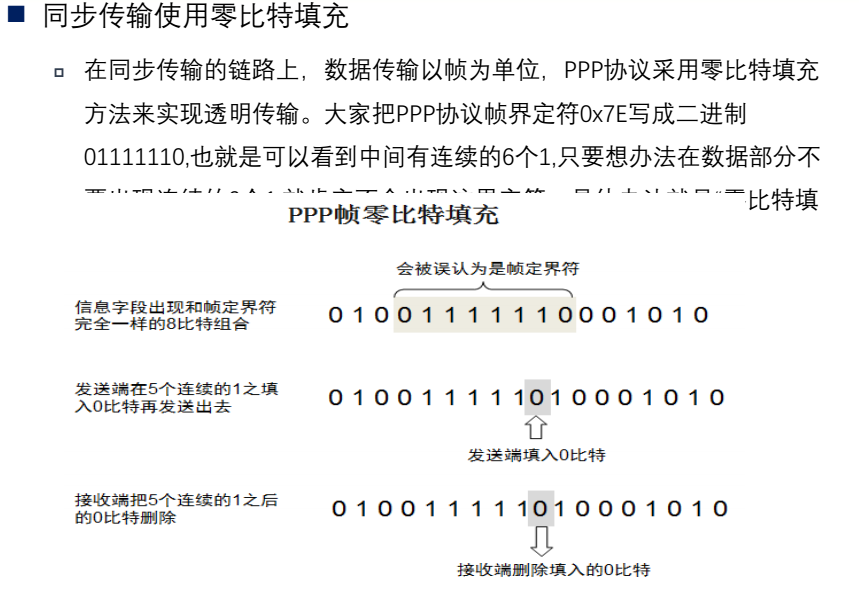 同步传输使用零比特填充
在同步传输的链路上，数据传输以帧为单位，PPP协议采用零比特填充
方法来实现透明传输。大家把PPP协议帧界定符0x7E写成二进制
01111110,也就是可以看到中间有连续的6个1,只要想办法在数据部分不
比特填
PPP帧零比特填充
会被误认为是帧定界符
信息字段出现和帧定界符
完全一样的8比特组合
0 1 0 0 1 1 1 1 1 1 0 0 0 1 0 1 0
发送端在5个连续的1之填
入0比特再发送出去
0 1 0 0 1 1 1 1 1 0 1 0 0 0 1 0 1 0
发送端填入0比特
接收端把5个连续的1之后
的0比特删除
0 1 0 0 1 1 1 1 1 0 1 0 0 0 1 0 1 0
接收端删除填入的0比特